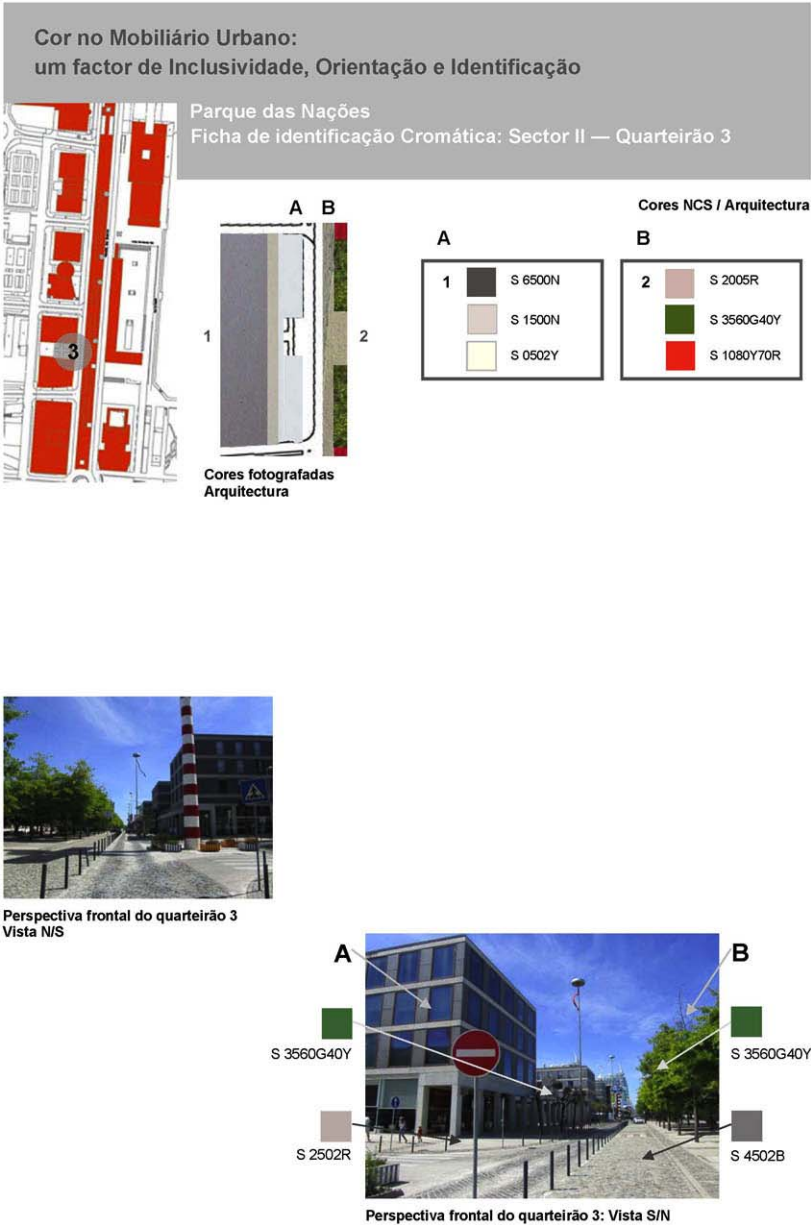 Cor no Mobiliário Urbano:
um factor de Inclusividade, Orientação e Identificação
Parque das Nações
Ficha de identificação Cromática: Sector II — Quarteirão 3
3
A B
1
2
Cores fotografadas
Arquitectura
Cores NCS / Arquitectura
A
1 S 6500N
S 1500N
S 0502Y
B
2 S 2005R
S 3560G40Y
S 1080Y70R
Perspectiva frontal do quarteirão 3
Vista N/S
A
B
S 3560G40Y
S 3560G40Y
S 2502R
S 4502B
Perspectiva frontal do quarteirão 3: Vista S/N